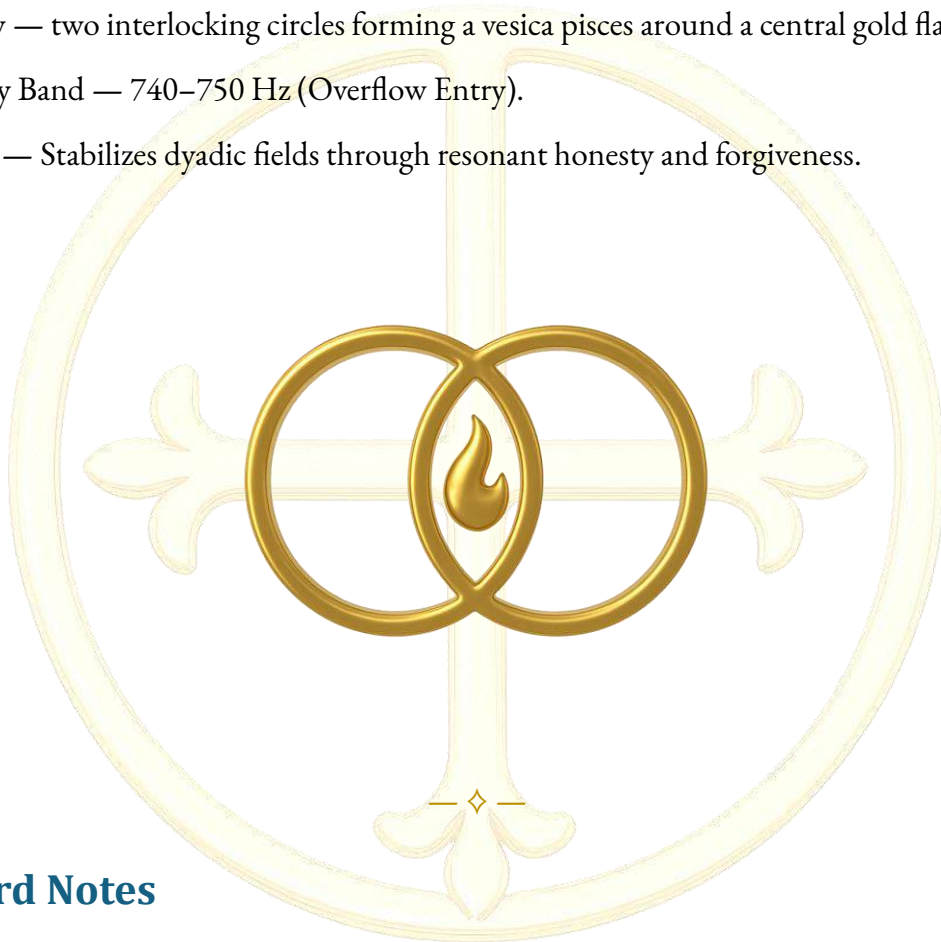 — two interlocking circles forming a vesica pisces around a central gold
y Band — 740–750 Hz (Overflow Entry).
— Stabilizes dyadic fields through resonant honesty and forgiveness.
rd Notes